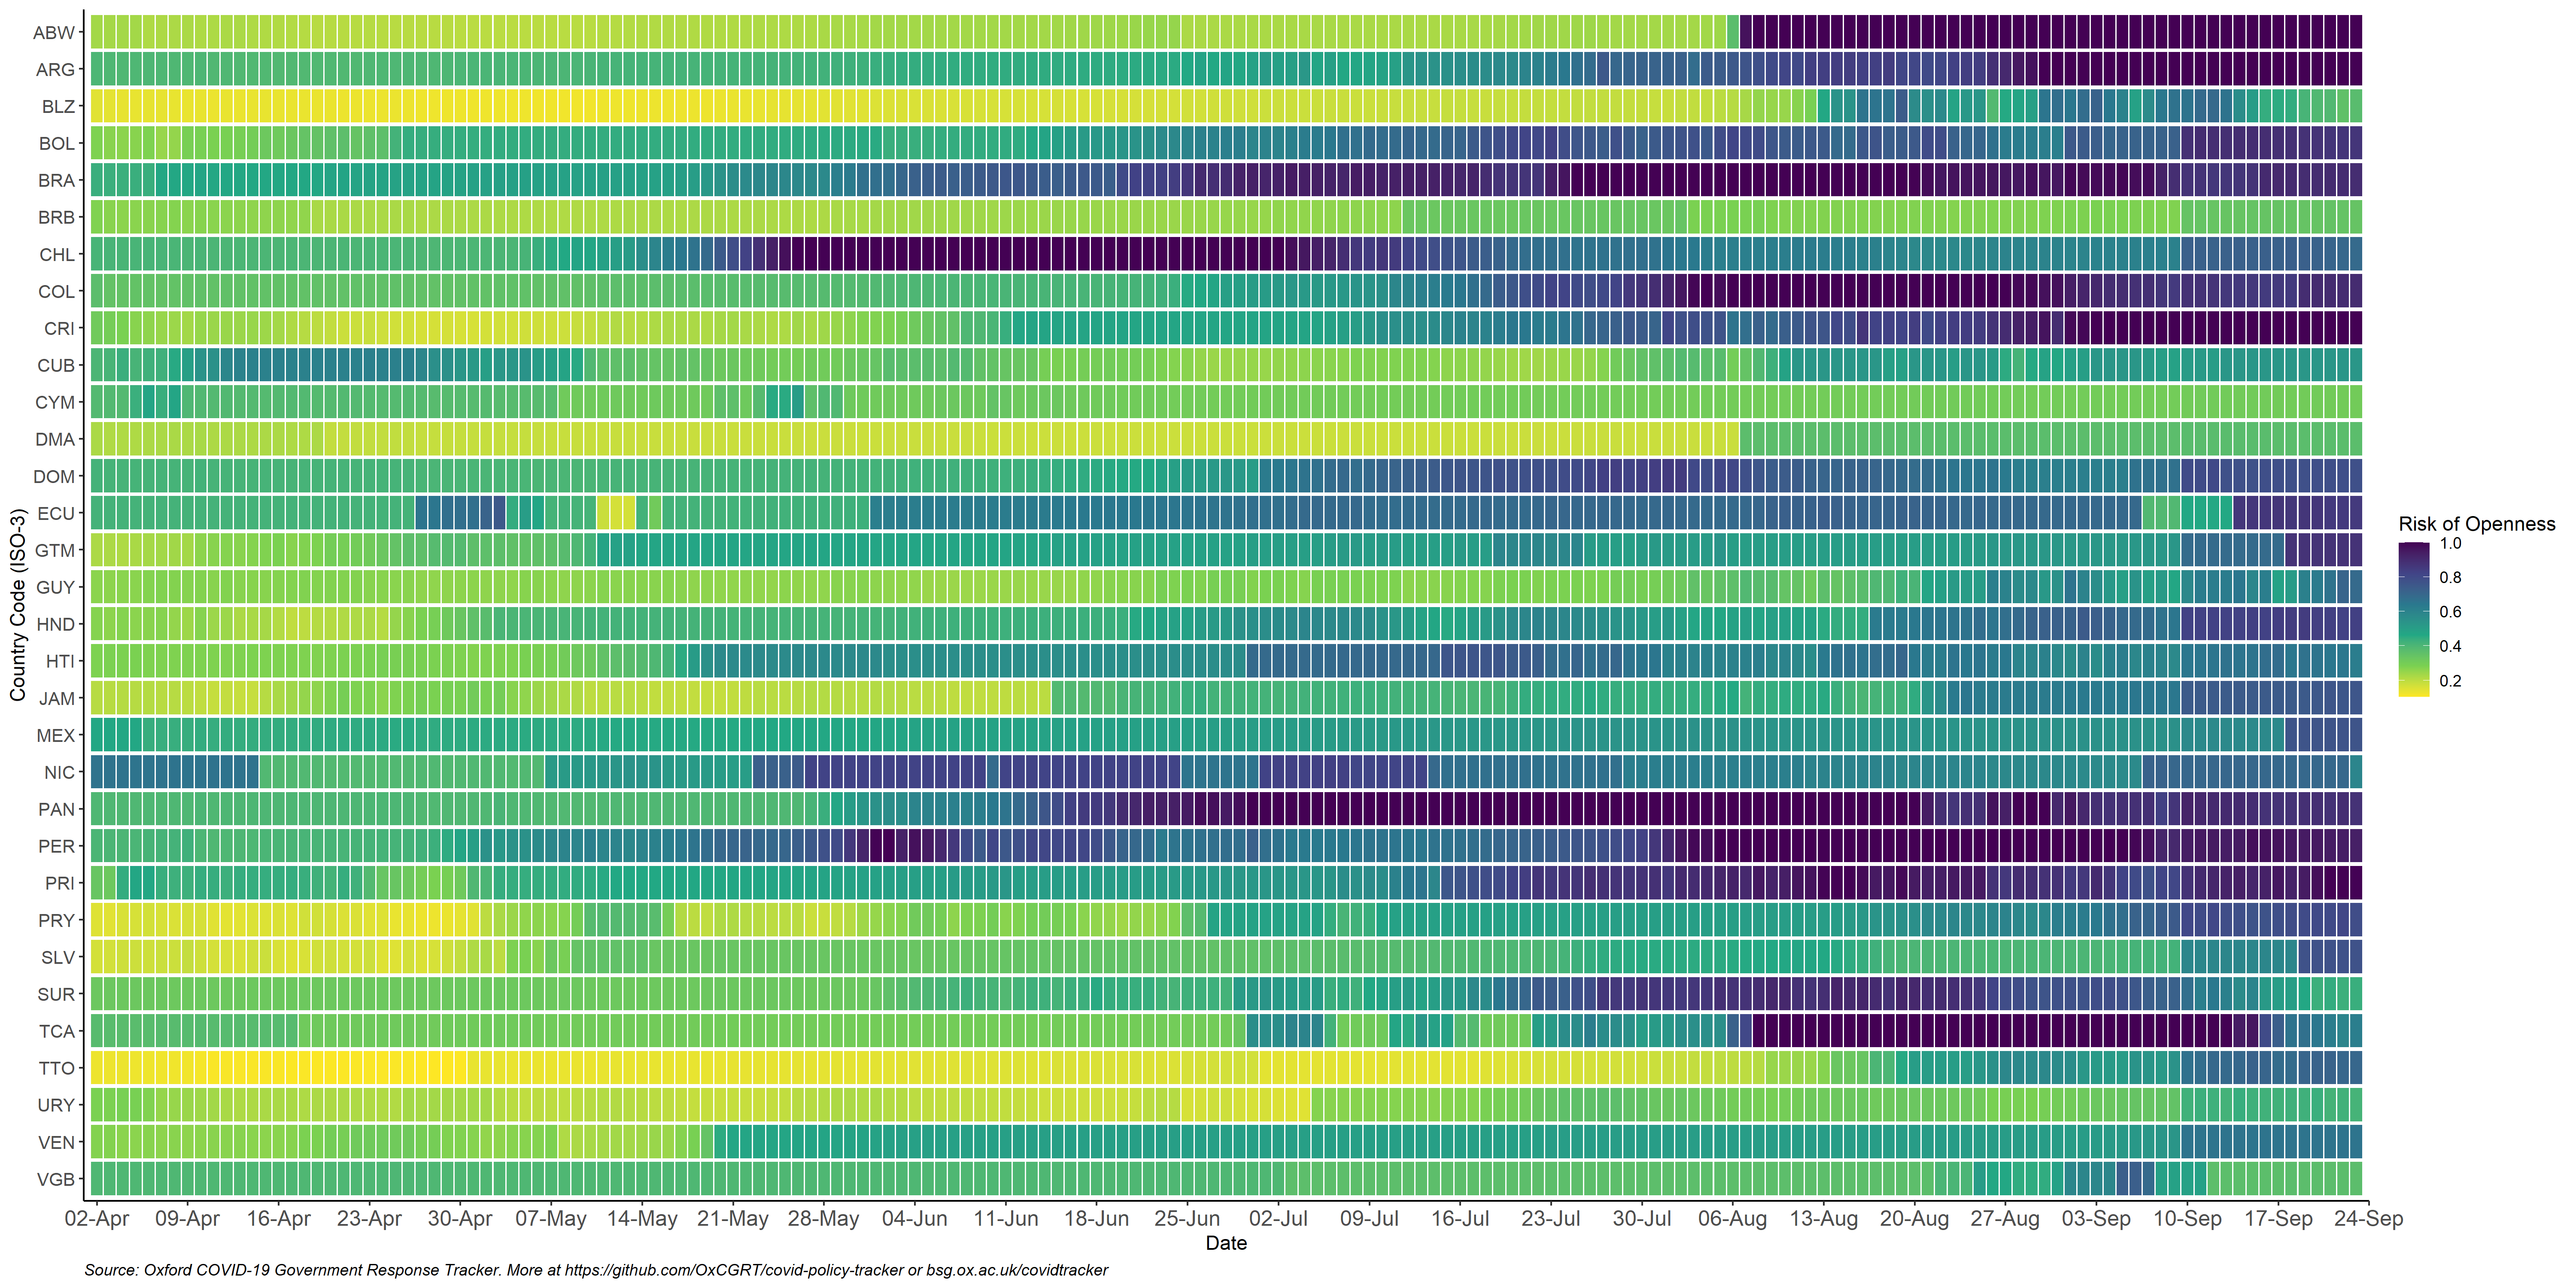 ABW
ARG
BLZ
BOL
BRA
BRB
CHL
COL
CRI
CUB
CYM
DMA
DOM
ECU
GTM
GUY
HND
HTI
JAM
MEX
NIC
PAN
PER
PRI
PRY
SLV
SUR
TCA
TTO
URY
VEN
VGB
Country Code (ISO-3)
02-Apr 09-Apr 16-Apr 23-Apr 30-Apr 07-May 14-May 21-May 28-May 04-Jun 11-Jun 18-Jun 25-Jun 02-Jul 09-Jul 16-Jul 23-Jul 30-Jul 06-Aug 13-Aug 20-Aug 27-Aug 03-Sep 10-Sep 17-Sep 24-Sep
Date
Risk of Openness
1.0
0.8
0.6
0.4
0.2
Source: Oxford COVID-19 Government Response Tracker. More at https://github.com/OxCGRT/covid-policy-tracker or bsg.ox.ac.uk/covidtracker